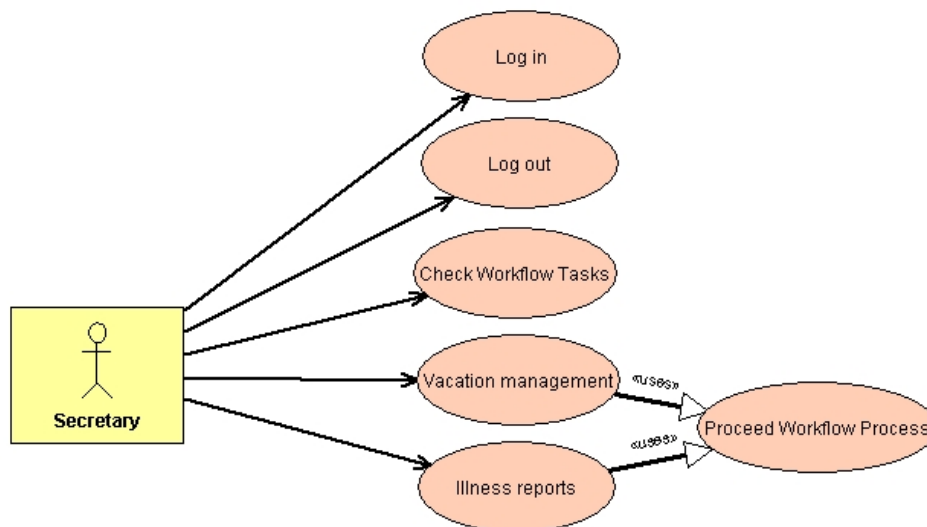 Log in
Log out
Check Workflow Tasks
Secretary
Vacation management
«uses»
Proceed Workflow Process
«uses»
Illness reports